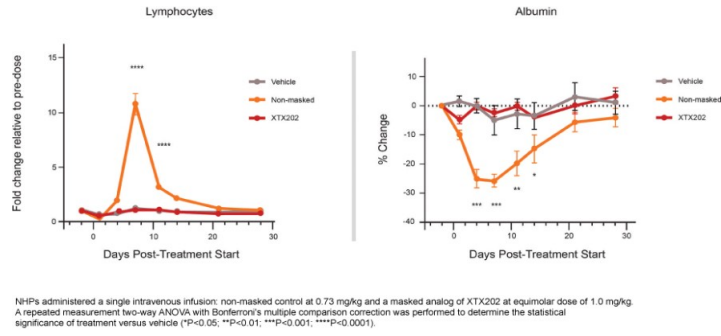 Lymphocytes
Fold change relative to pre-dose
15
10
5
0
0
10
20
30
****
****
Vehicle
Non-masked
XTX202
Days Post-Treatment Start
Albumin
% Change
10
0
-10
-20
-30
-40
0
10
20
30
***
***
**
*
Vehicle
Non-masked
XTX202
Days Post-Treatment Start
NHPs administered a single intravenous infusion: non-masked control at 0.73 mg/kg and a masked analog of XTX202 at equimolar dose of 1.0 mg/kg.
A repeated measurement two-way ANOVA with Bonferroni's multiple comparison correction was performed to determine the statistical
significance of treatment versus vehicle (*P<0.05; **P<0.01; ***P<0.001; ****P<0.0001).